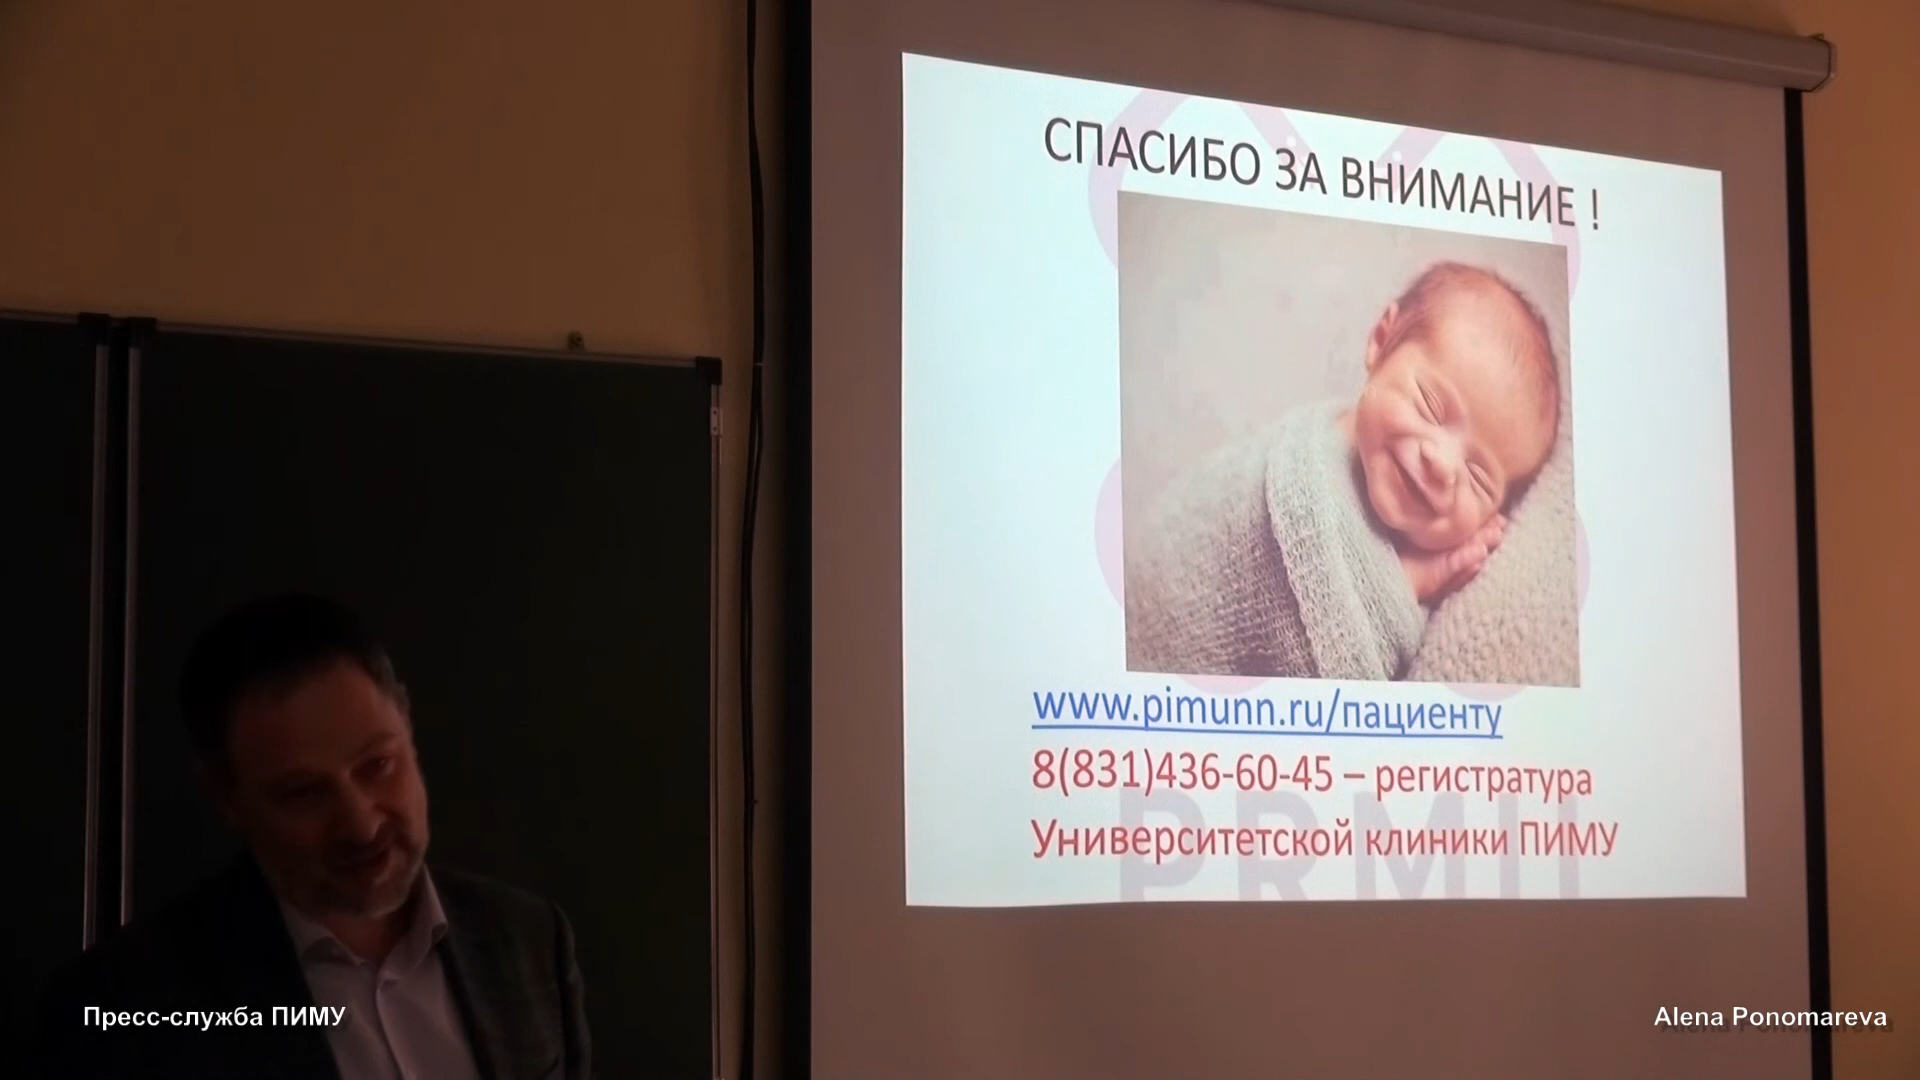 СПАСИБО ЗА ВНИМАНИЕ !
www.pimunn.ru/пациенту
8(831)436-60-45 – регистратура
Университетской клиники ПИМУ
PRMU
Пресс-служба ПИМУ
Alena Ponomareva